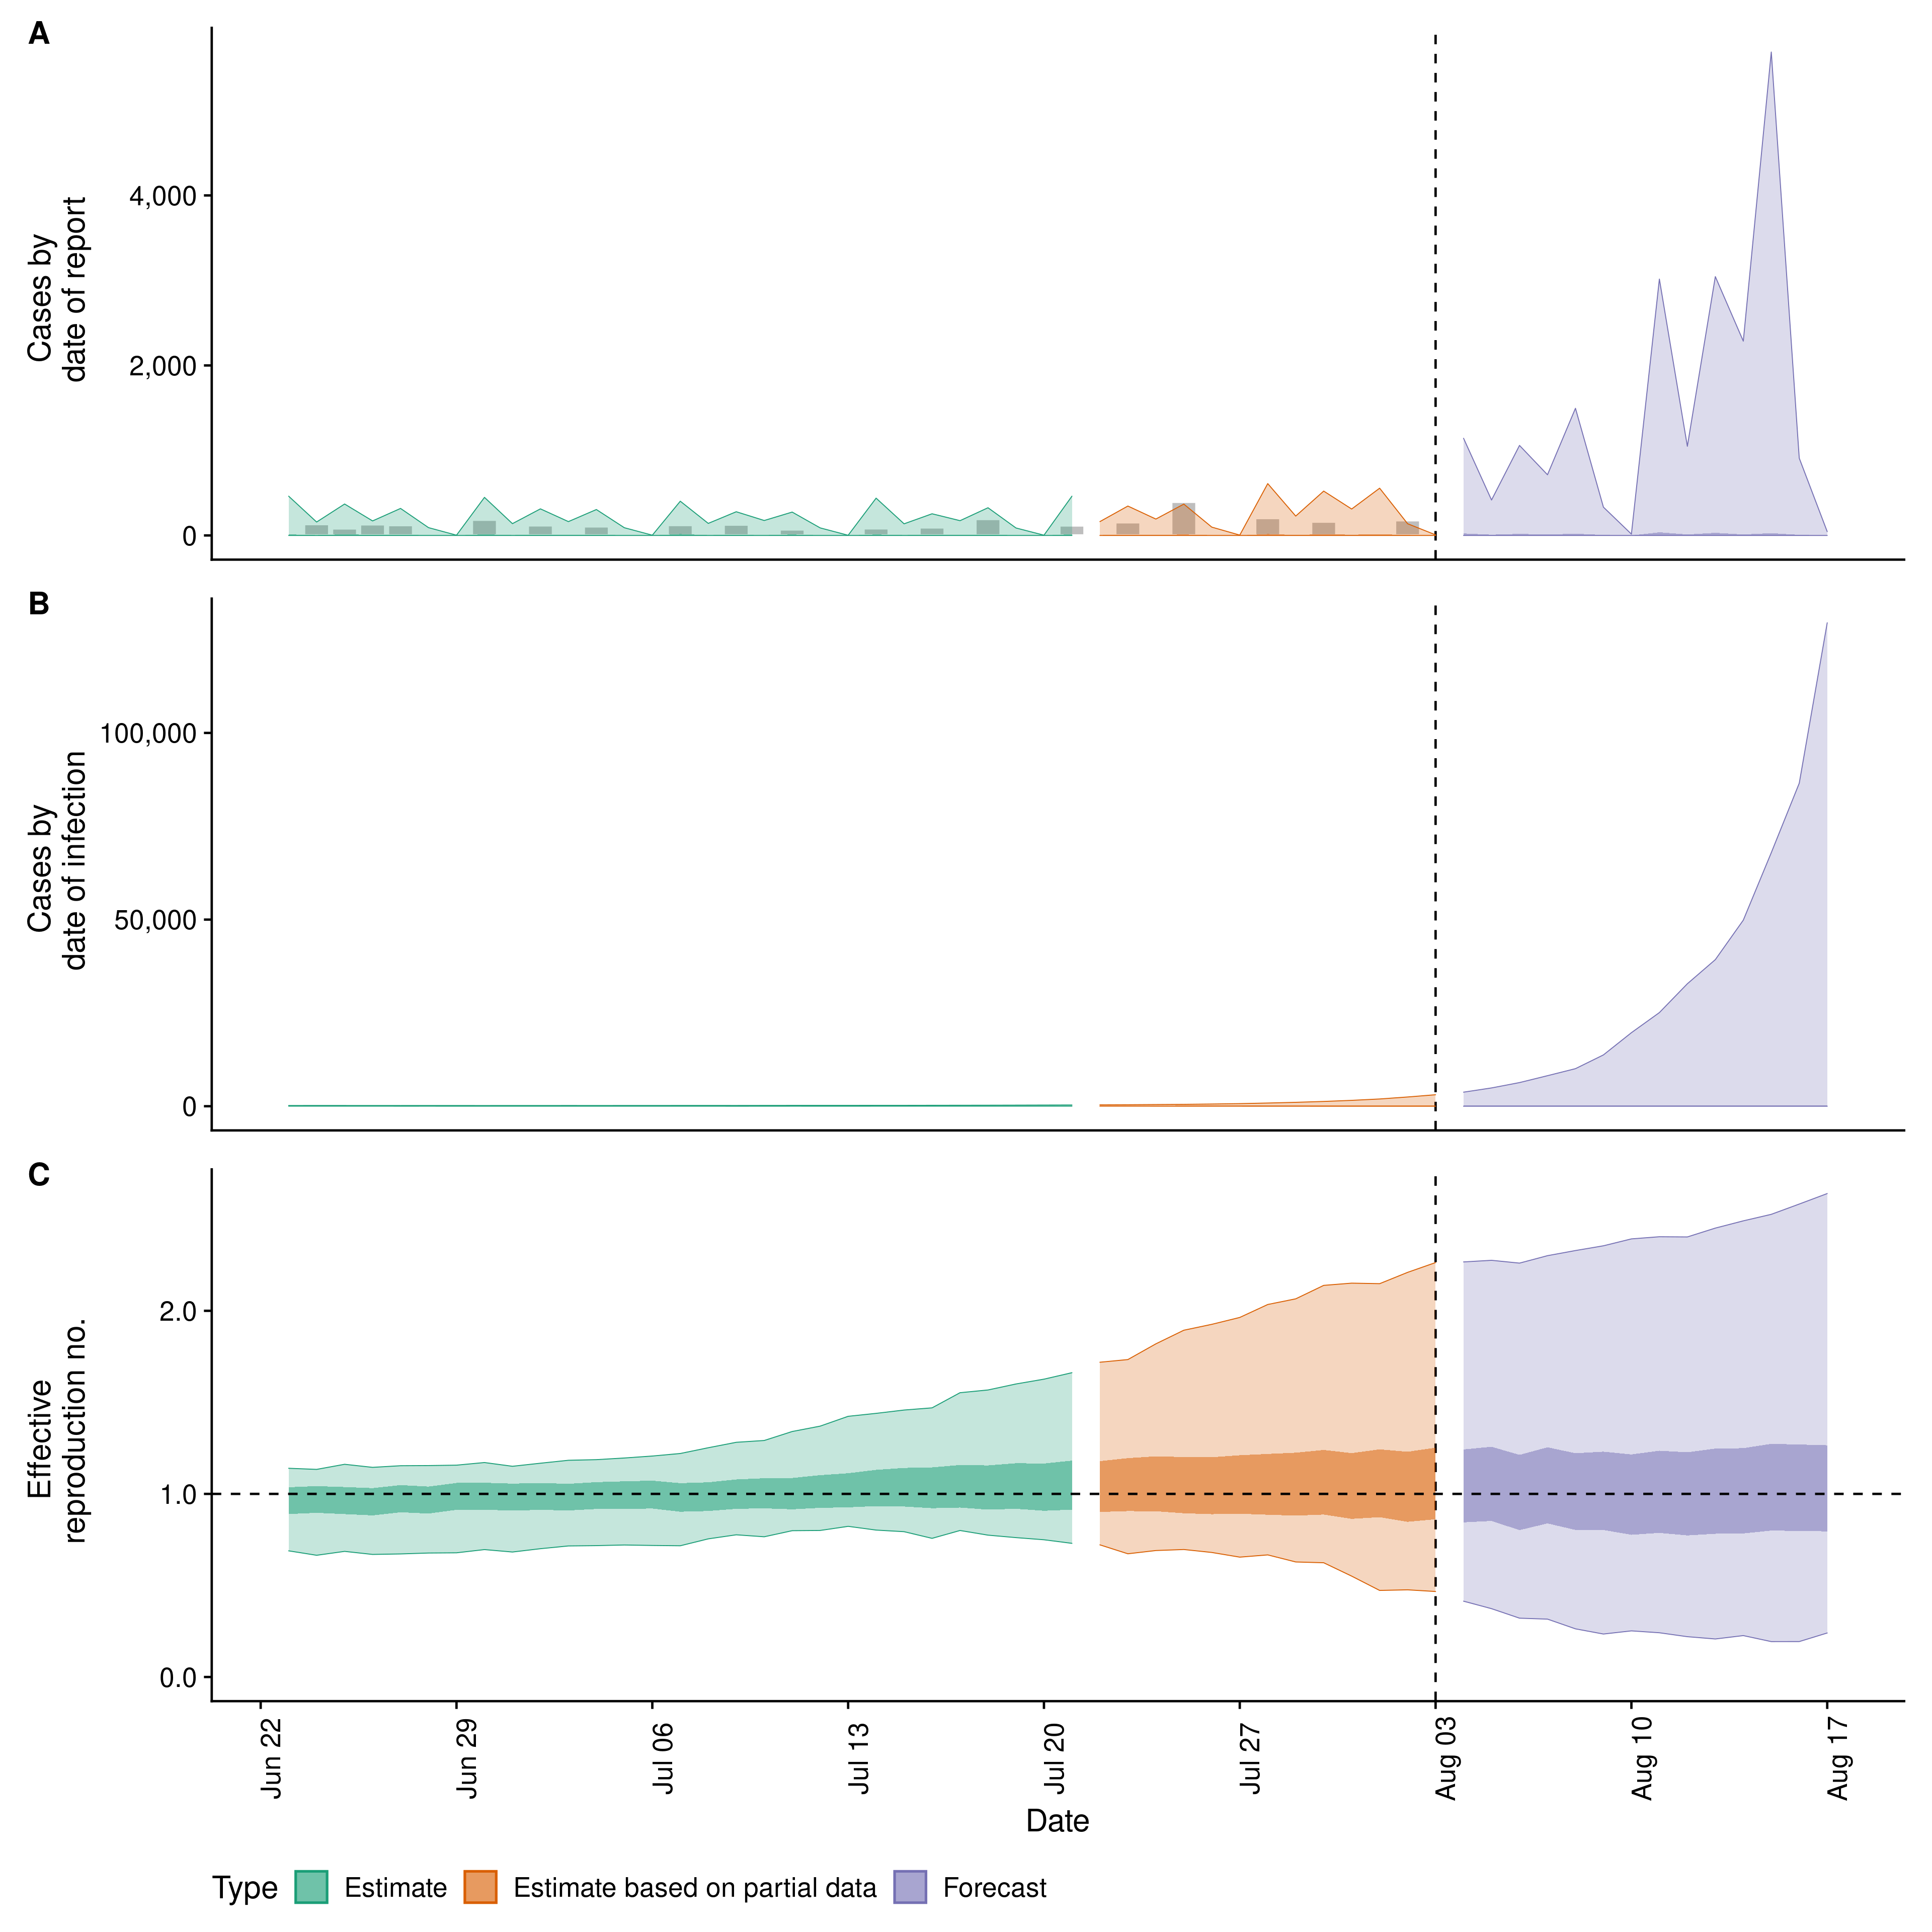 A
Cases by
date of report
4,000
2,000
0
B
Cases by
date of infection
100,000
50,000
0
C
Effective
reproduction no.
2.0
1.0
0.0
Jun 22
Jun 29
Jul 06
Jul 13
Jul 20
Jul 27
Aug 03
Aug 10
Aug 17
Date
Type Estimate Estimate based on partial data Forecast